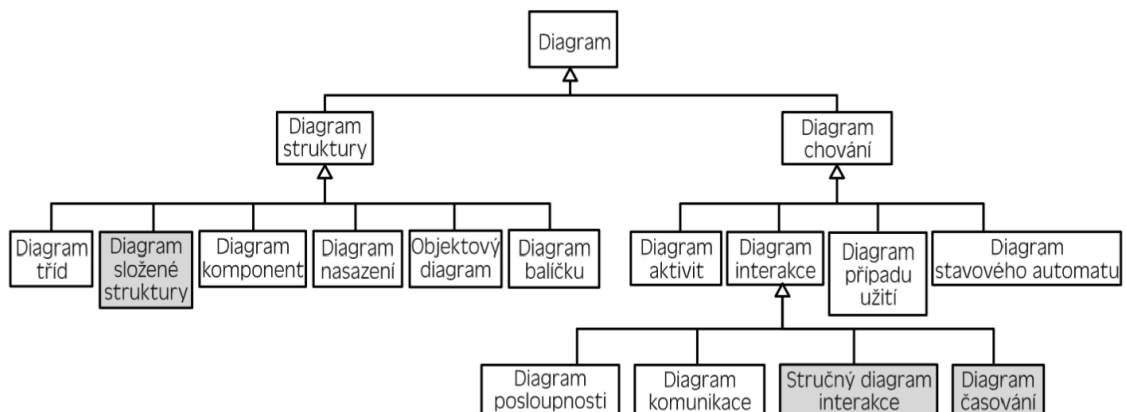 Diagram
Diagram
struktury
Diagram
chování
Diagram
tříd
Diagram
složené
struktury
Diagram
komponent
Diagram
nasazení
Objektový
diagram
Diagram
balíčku
Diagram
aktivit
Diagram
interakce
Diagram
případu
užití
Diagram
stavového automatu
Diagram
posloupnosti
Diagram
komunikace
Stručný diagram
interakce
Diagram
časování